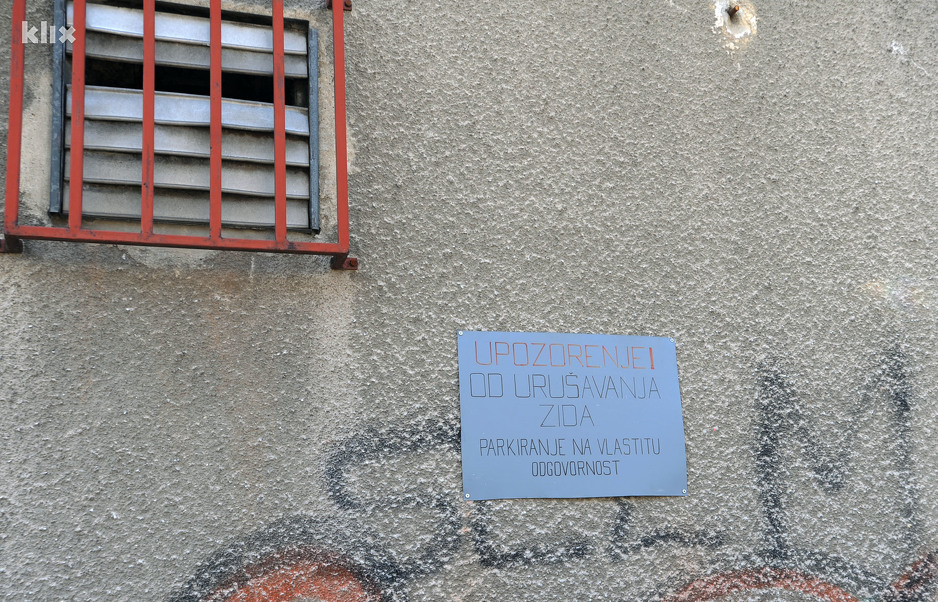 klix
UPOZORENJE!
OD URUŠAVANJA
ZIDA
PARKIRANJE NA VLASTITU
ODGOVORNOST